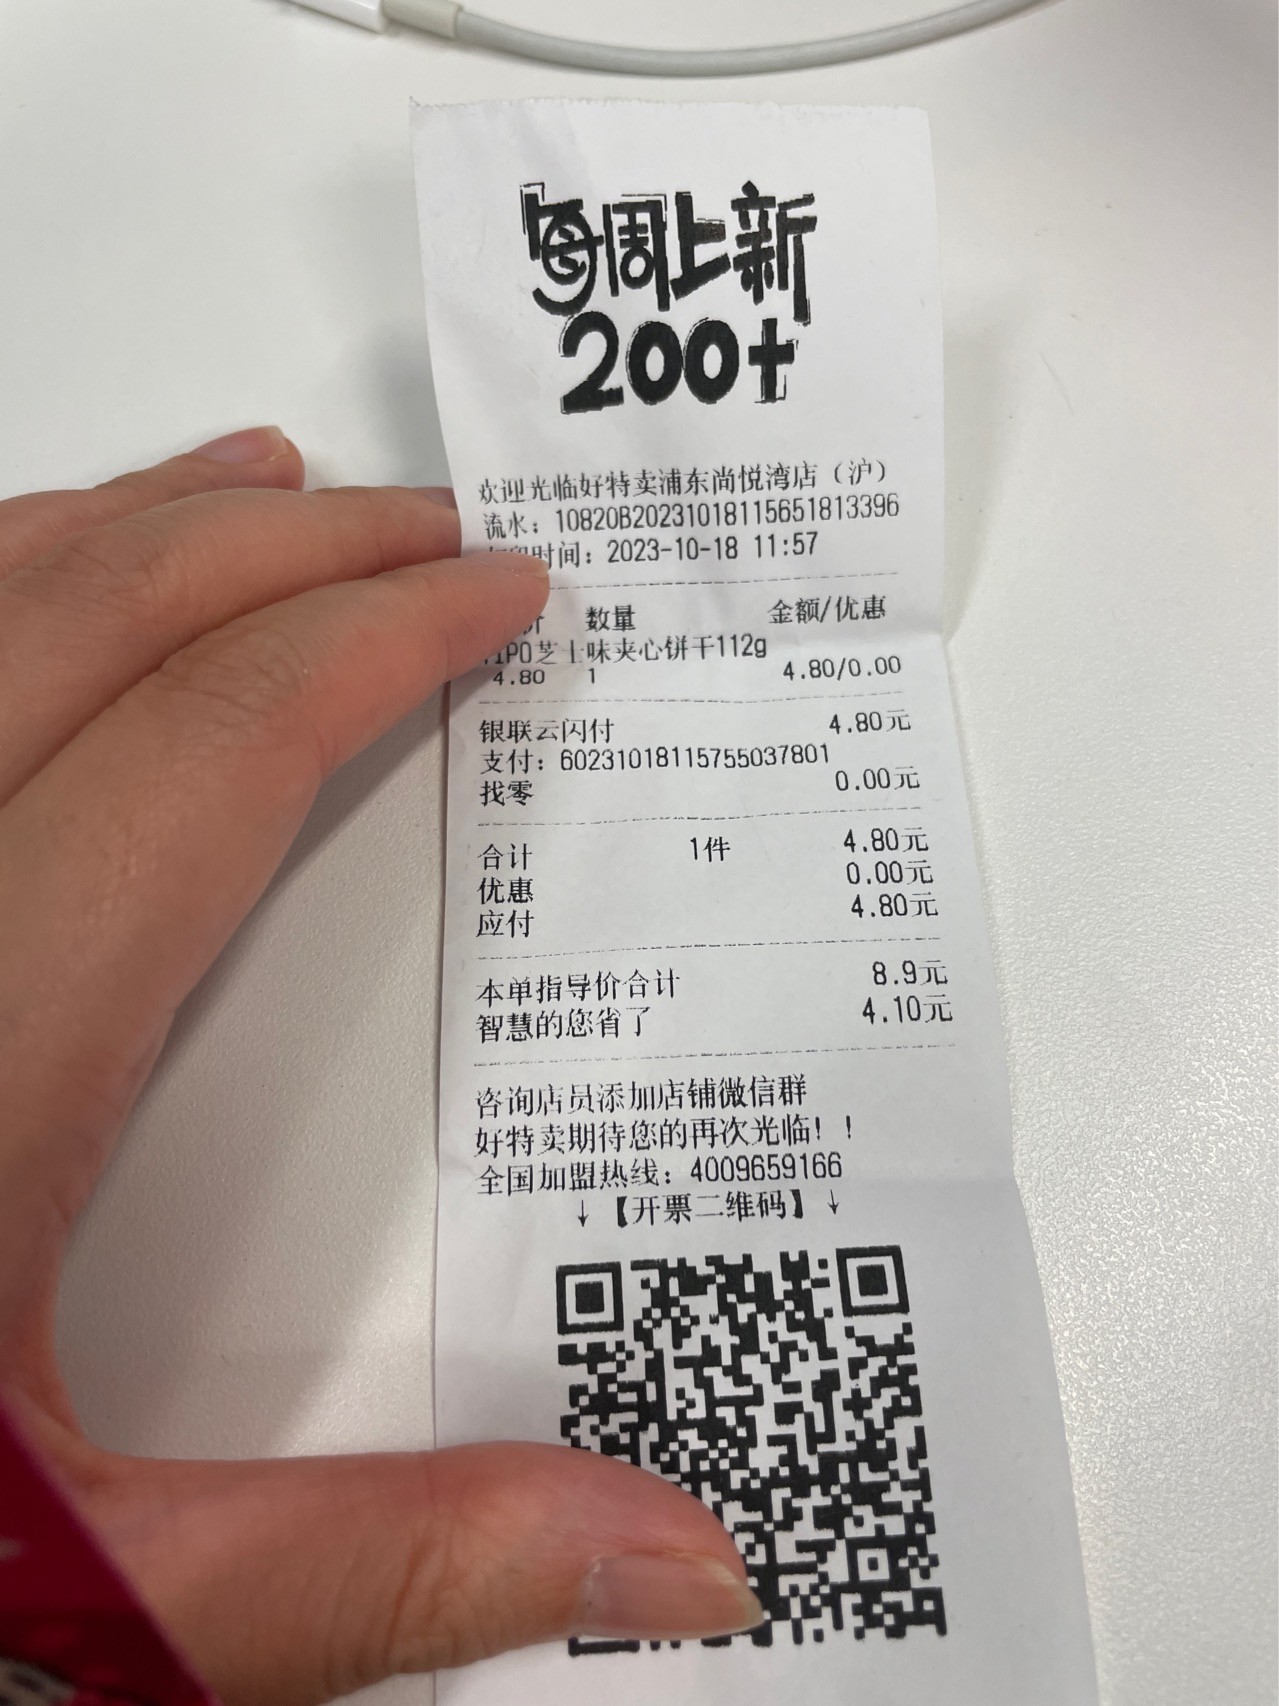 每周上新
200+
欢迎光临好特卖浦东尚悦湾店（沪）
流水：10820B20231018115651813396
时间：2023-10-18 11:57
数量 金额/优惠
芝士味夹心饼干112g
4.80 1 4.80/0.00
银联云闪付 4.80元
支付：60231018115755037801
找零 0.00元
合计 1件 4.80元
优惠 0.00元
应付 4.80元
本单指导价合计 8.9元
智慧的您省了 4.10元
咨询店员添加店铺微信群
好特卖期待您的再次光临！！
全国加盟热线：4009659166
↓【开票二维码】↓